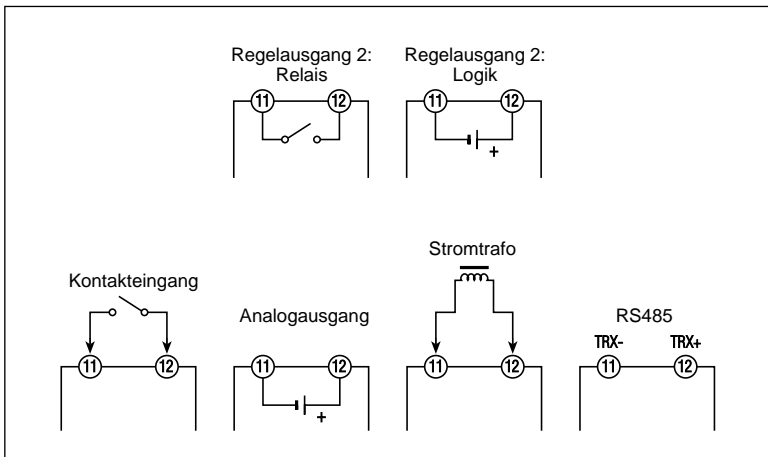 Regelausgang 2:
Relais
11 12
+
Regelausgang 2:
Logik
11 12
+
Kontakteingang
11 12
Analogausgang
11 12
+
Stromtrafo
11 12
RS485
TRX- TRX+
11 12